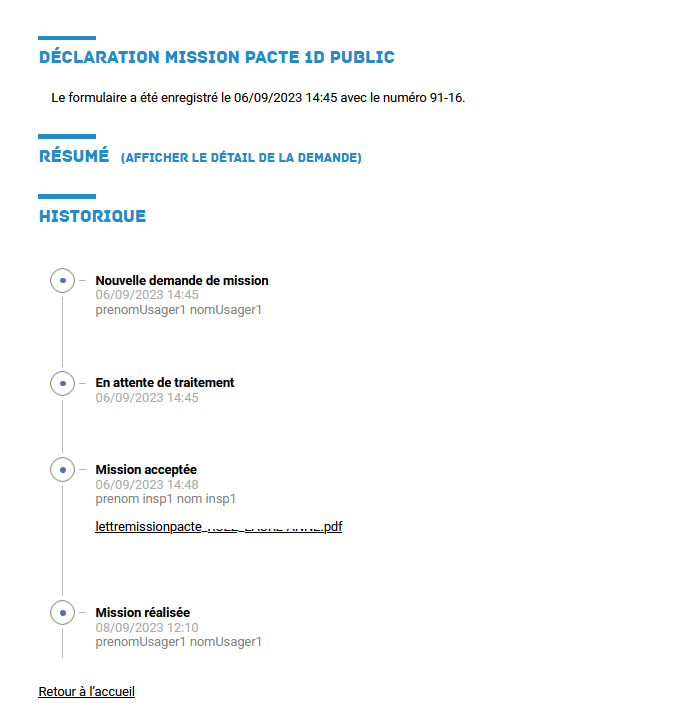 DÉCLARATION MISSION PACTE 1D PUBLIC
Le formulaire a été enregistré le 06/09/2023 14:45 avec le numéro 91-16.
RÉSUMÉ (AFFICHER LE DÉTAIL DE LA DEMANDE)
HISTORIQUE
Nouvelle demande de mission
06/09/2023 14:45
prenomUsager1 nomUsager1
En attente de traitement
06/09/2023 14:45
Mission acceptée
06/09/2023 14:48
prenom insp1 nom insp1
lettremissionpacte_ .pdf
Mission réalisée
08/09/2023 12:10
prenomUsager1 nomUsager1
Retour à l'accueil